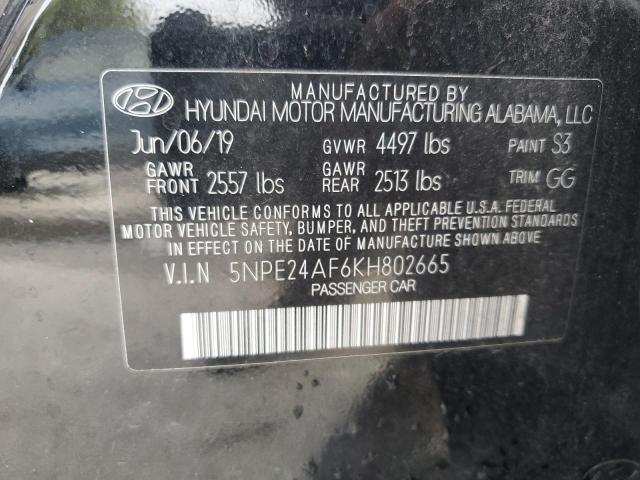 MANUFACTURED BY
HYUNDAI MOTOR MANUFACTURING ALABAMA, LLC
Jun/06/19 GVWR 4497 lbs PAINT S3
GAWR FRONT 2557 lbs GAWR REAR 2513 lbs TRIM GG
THIS VEHICLE CONFORMS TO ALL APPLICABLE U.S.A. FEDERAL
MOTOR VEHICLE SAFETY, BUMPER, AND THEFT PREVENTION STANDARDS
IN EFFECT ON THE DATE OF MANUFACTURE SHOWN ABOVE
V.I.N 5NPE24AF6KH802665
PASSENGER CAR